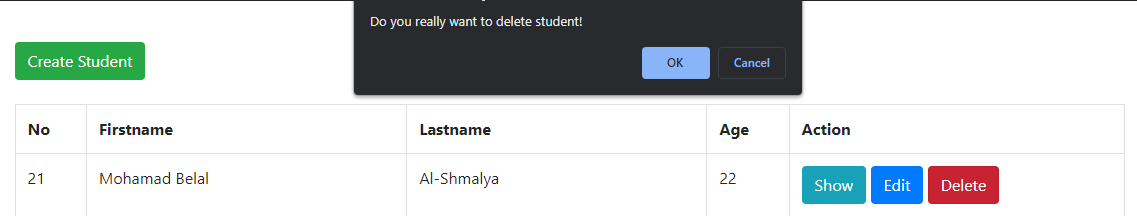 Do you really want to delete student!
OK Cancel
Create Student
No Firstname Lastname Age Action
21 Mohamad Belal Al-Shmalya 22 Show Edit Delete